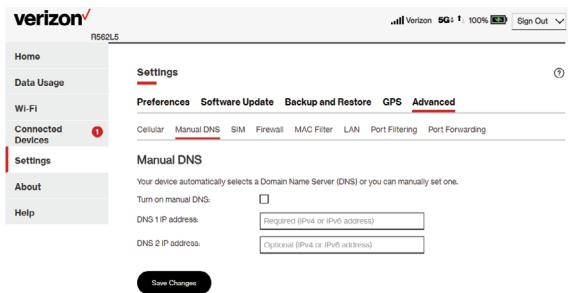 verizon✓
Verizon 5G 100% Sign Out
R562L5
Home
Data Usage
Wi-Fi
Connected Devices 1
Settings
About
Help
Settings
Preferences Software Update Backup and Restore GPS Advanced
Cellular Manual DNS SIM Firewall MAC Filter LAN Port Filtering Port Forwarding
Manual DNS
Your device automatically selects a Domain Name Server (DNS) or you can manually set one.
Turn on manual DNS:
DNS 1 IP address: Required (IPv4 or IPv6 address)
DNS 2 IP address: Optional (IPv4 or IPv6 address)
Save Changes